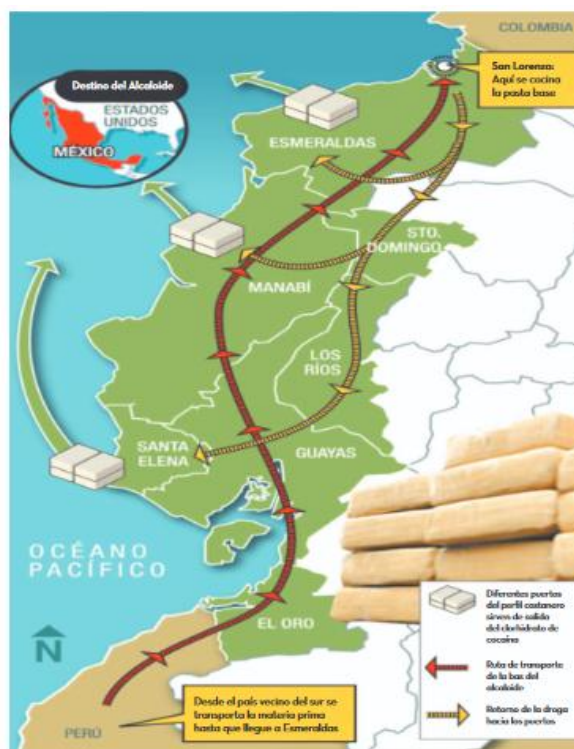 COLOMBIA
San Lorenzo:
Aquí se cocina
la pasta base
Destino del Alcaloide
ESTADOS
UNIDOS
MÉXICO
ESMERALDAS
STO.
DOMINGO
MANABÍ
LOS
RÍOS
SANTA
ELENA
GUAYAS
OCÉANO
PACÍFICO
N
EL ORO
PERÚ
Desde el país vecino del sur se
transporta la materia prima
hasta que llegue a Esmeraldas
Diferentes puertos
del perfil costanero
sirven de salida
del clorhidrato de
cocaína
Ruta de transporte
de la bas del
alcaloide
Retorno de la droga
hacia los puertos